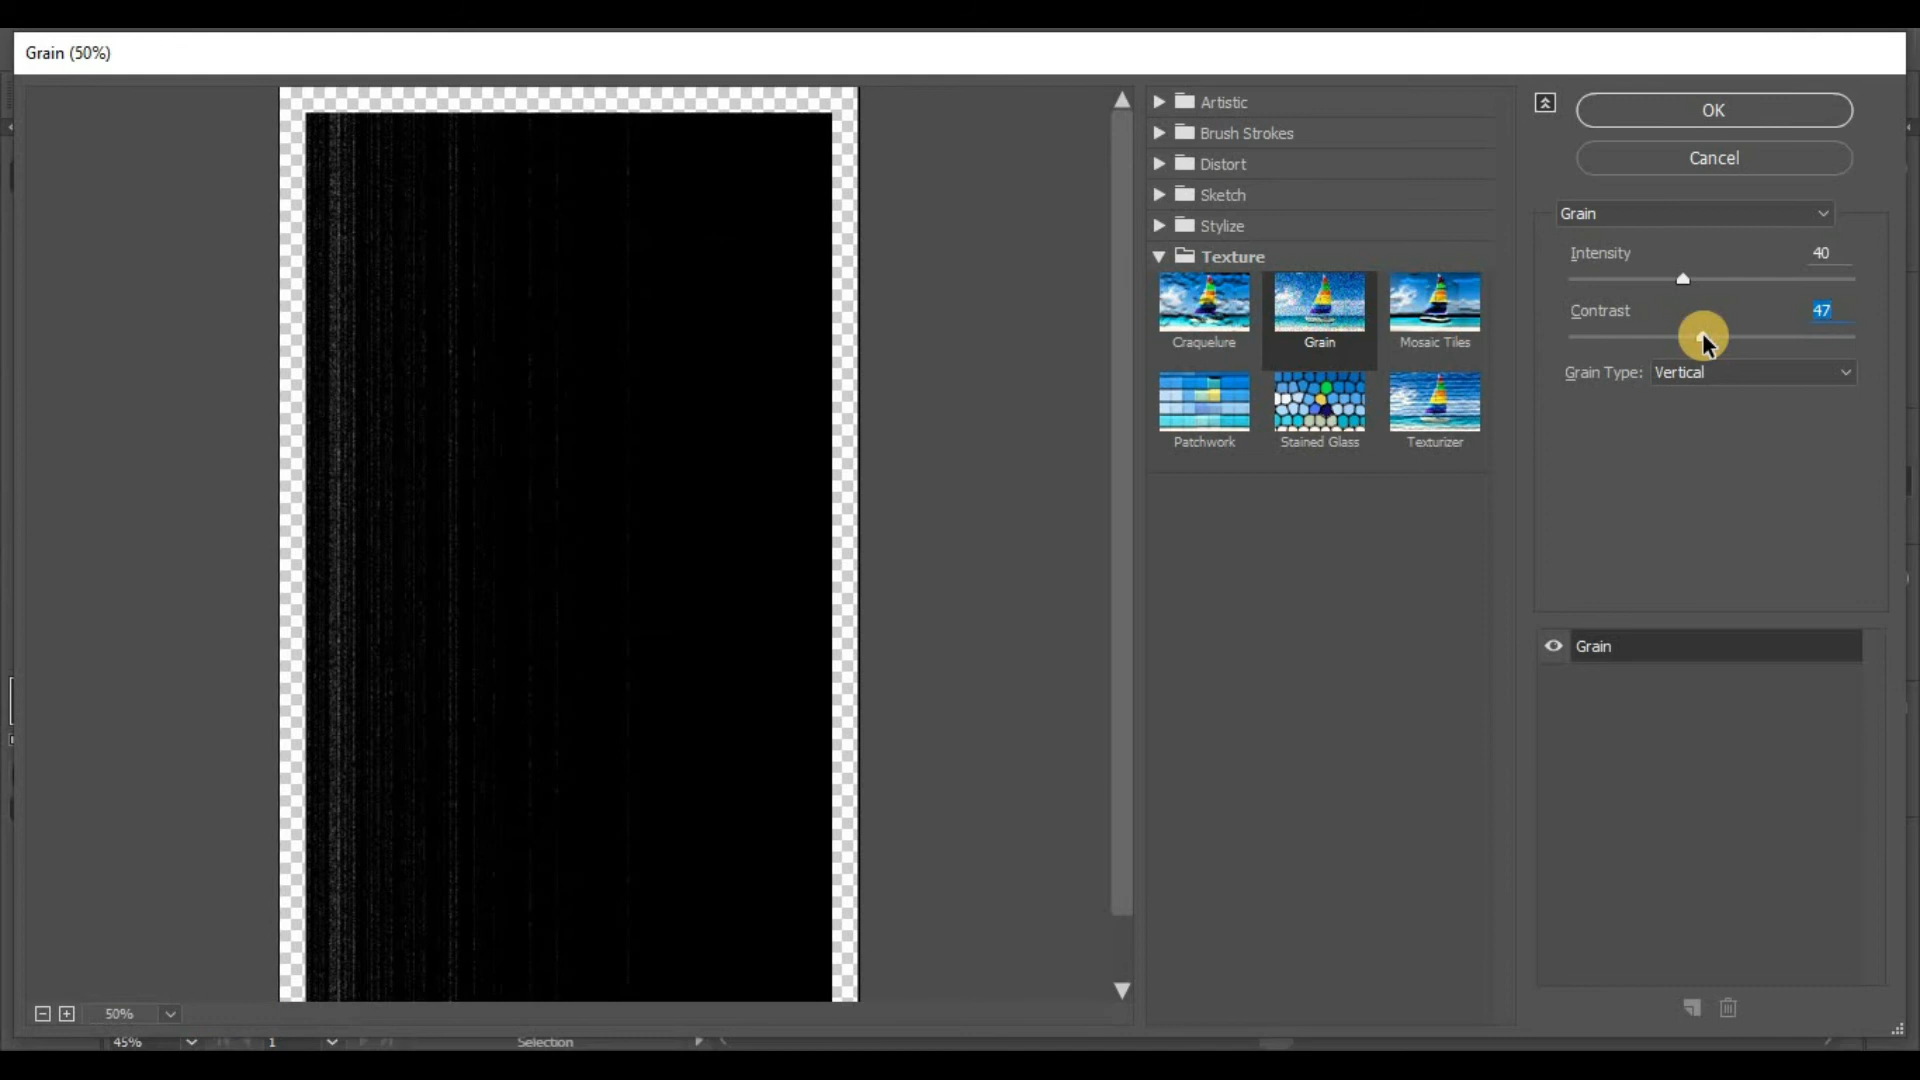 Grain (50%)
Artistic
Brush Strokes
Distort
Sketch
Stylize
Texture
Craquelure
Grain
Mosaic Tiles
Patchwork
Stained Glass
Texturizer
OK
Cancel
Grain
Intensity 40
Contrast 47
Grain Type: Vertical
Grain
50%
45%
1
Selection